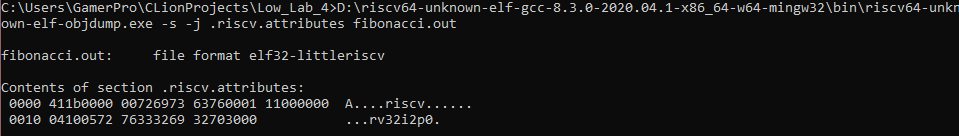 C:\Users\GamerPro\CLionProjects\Low_Lab_4>D:\riscv64-unknown-elf-gcc-8.3.0-2020.04.1-x86_64-w64-mingw32\bin\riscv64-unkn
own-elf-objdump.exe -s -j .riscv.attributes fibonacci.out
fibonacci.out:     file format elf32-littleriscv
Contents of section .riscv.attributes:
 0000 411b0000 00726973 63760001 11000000  A....riscv......
 0010 04100572 76333269 32703000           ...rv32i2p0.